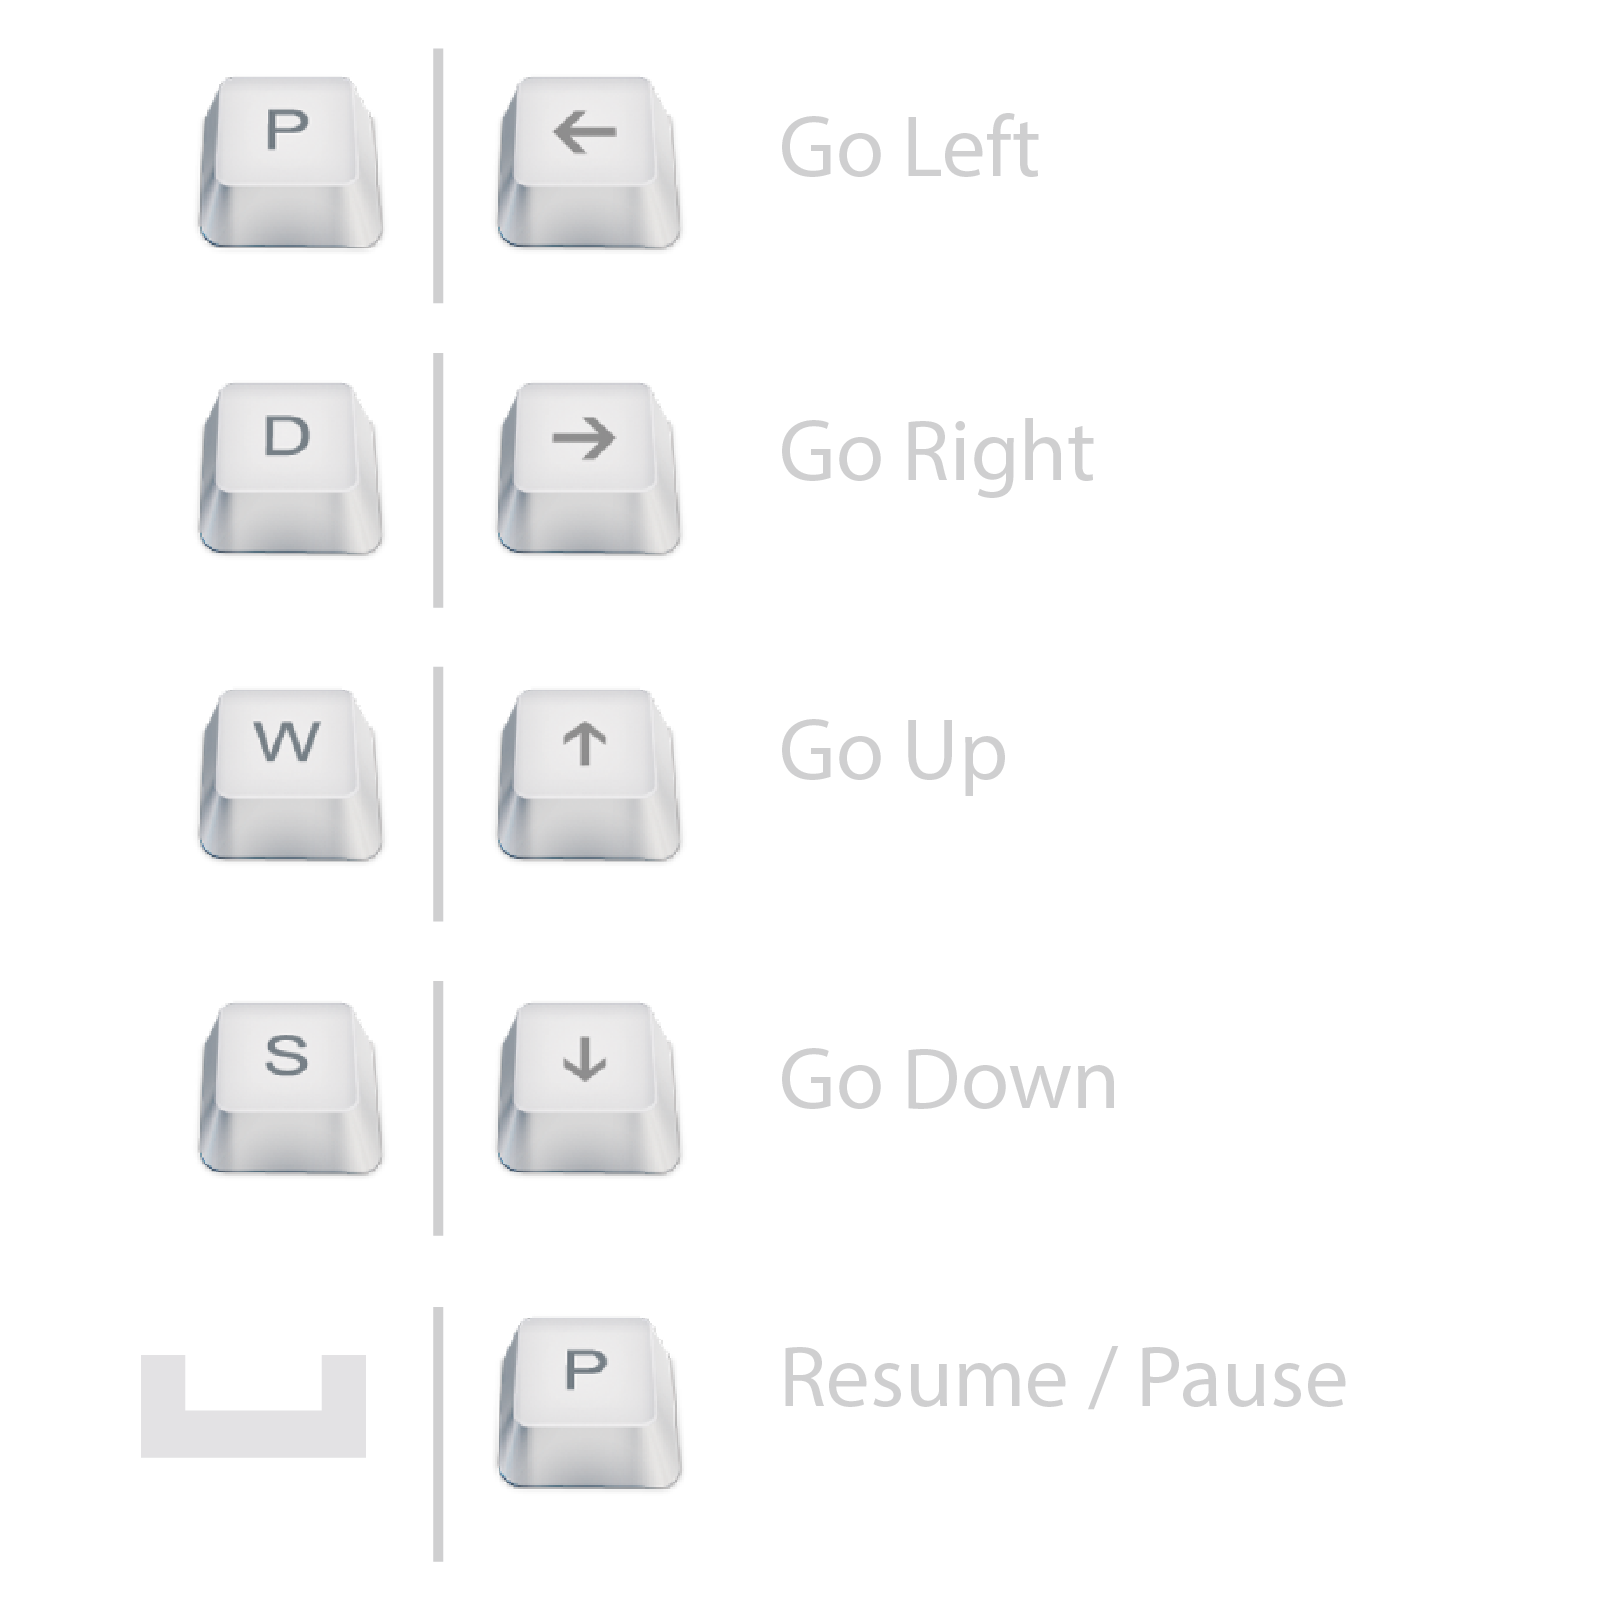 P ← Go Left
D → Go Right
W ↑ Go Up
S ↓ Go Down
P Resume / Pause